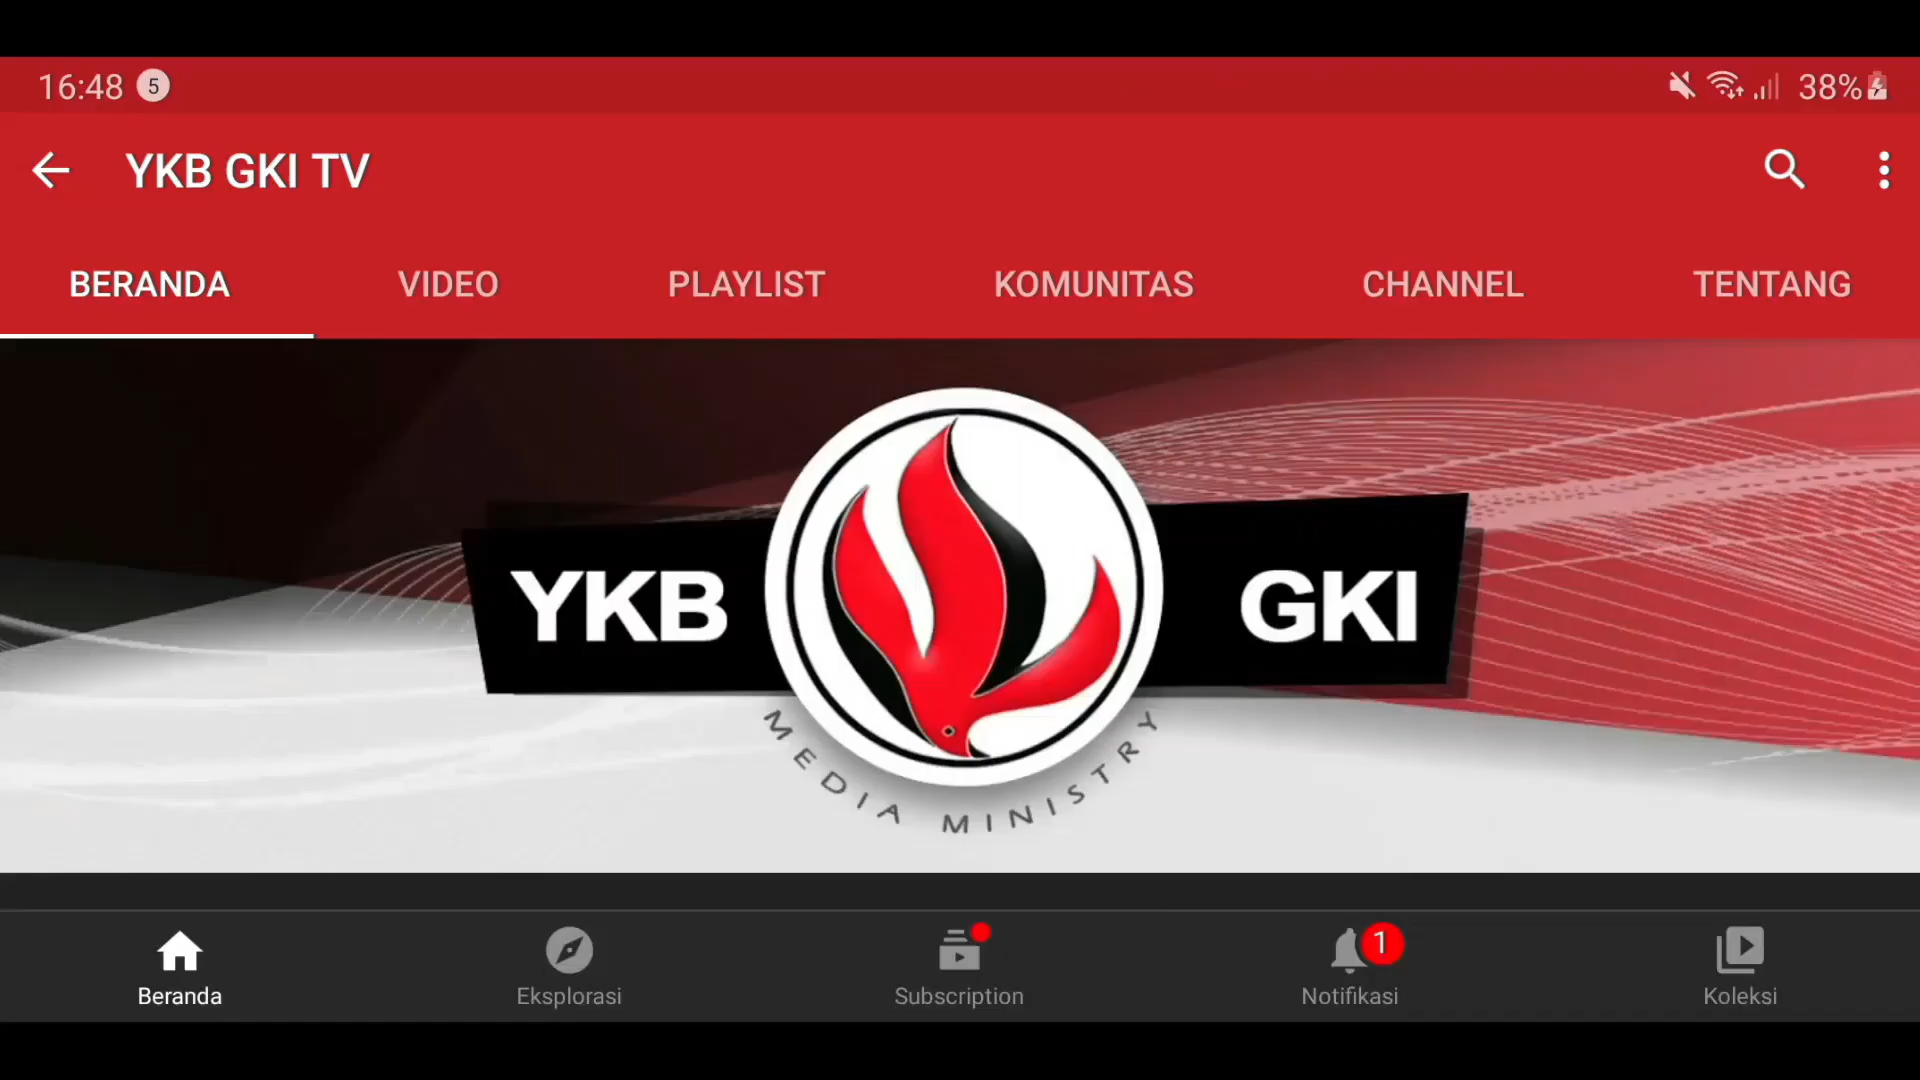 16:48 5 38%
YKB GKI TV
BERANDA VIDEO PLAYLIST KOMUNITAS CHANNEL TENTANG
YKB GKI
MEDIA MINISTRY
1
Beranda Eksplorasi Subscription Notifikasi Koleksi